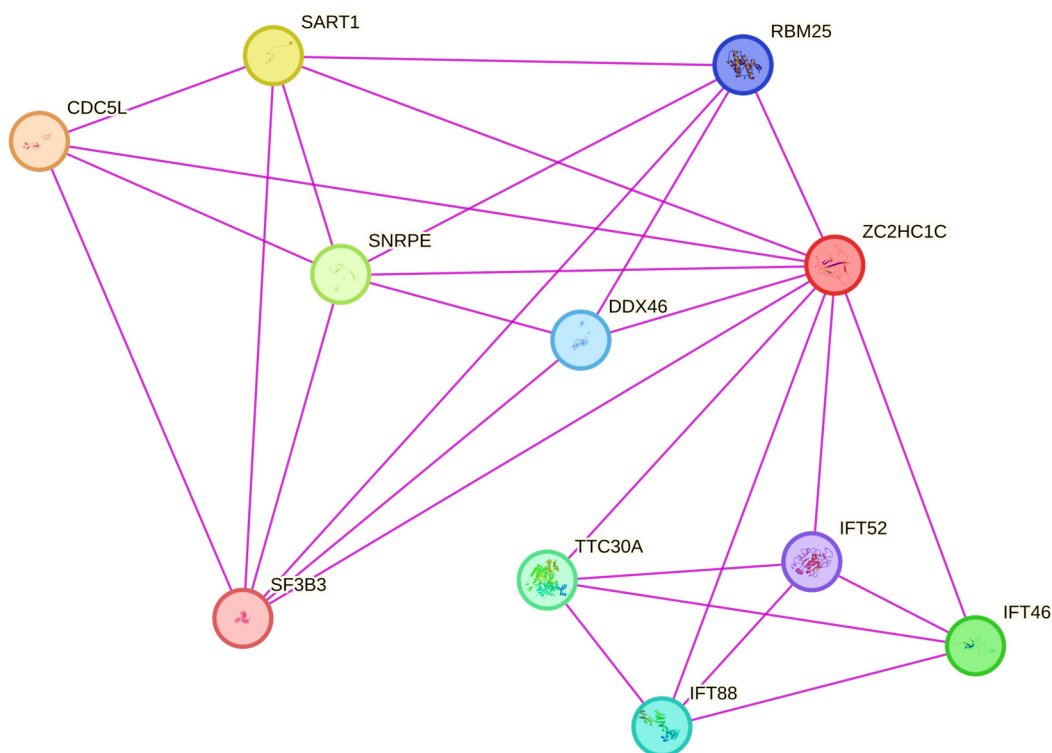 SART1
RBM25
CDC5L
ZC2HC1C
SNRPE
DDX46
IFT52
TTC30A
SF3B3
IFT46
IFT88